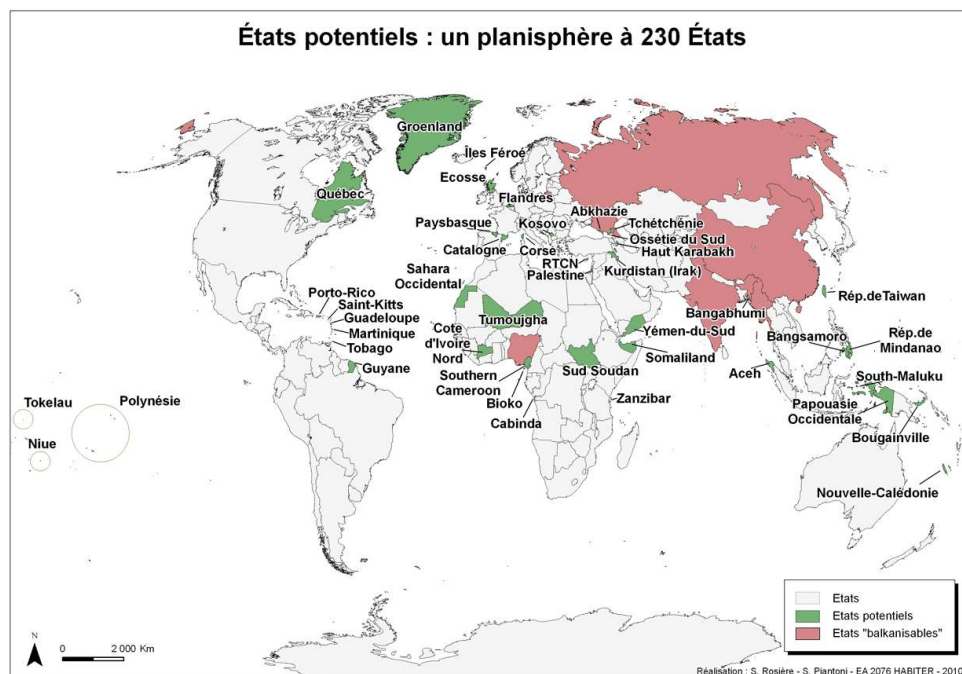 États potentiels : un planisphère à 230 États
Groenland
Îles Féroé
Ecosse
Québec
Flandres
Abkhazie
Tchétchénie
Paysbasque
Kosovo
Ossétie du Sud
Catalogne
Corse
Haut Karabakh
RTCN
Kurdistan (Irak)
Palestine
Sahara
Occidental
Porto-Rico
Saint-Kitts
Guadeloupe
Martinique
Tobago
Guyane
Tumoujgha
Cote
d'Ivoire
Nord
Southern
Cameroon
Bioko
Cabinda
Sud Soudan
Yémen-du-Sud
Somaliland
Zanzibar
Bangabhumi
Rép.deTaiwan
Bangsamoro
Rép.de
Mindanao
Aceh
South-Maluku
Papouasie
Occidentale
Bougainville
Nouvelle-Calédonie
Tokelau
Polynésie
Niue
Etats
Etats potentiels
Etats "balkanisables"
N
0 2 000 Km
Réalisation : S. Rosière - S. Piantoni - EA 2076 HABITER - 2010